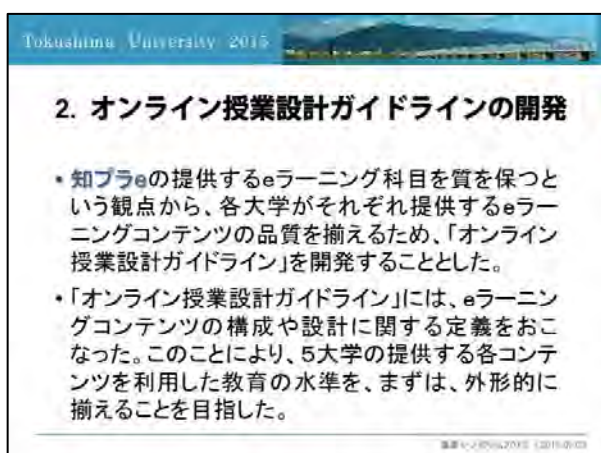 Tokushima University 2015
2. オンライン授業設計ガイドラインの開発
・知プラeの提供するeラーニング科目を質を保つと
いう観点から、各大学がそれぞれ提供するeラー
ニングコンテンツの品質を揃えるため、「オンライン
授業設計ガイドライン」を開発することとした。
・「オンライン授業設計ガイドライン」には、eラーニン
グコンテンツの構成や設計に関する定義をおこ
なった。このことにより、5大学の提供する各コンテ
ンツを利用した教育の水準を、まずは、外形的に
揃えることを目指した。